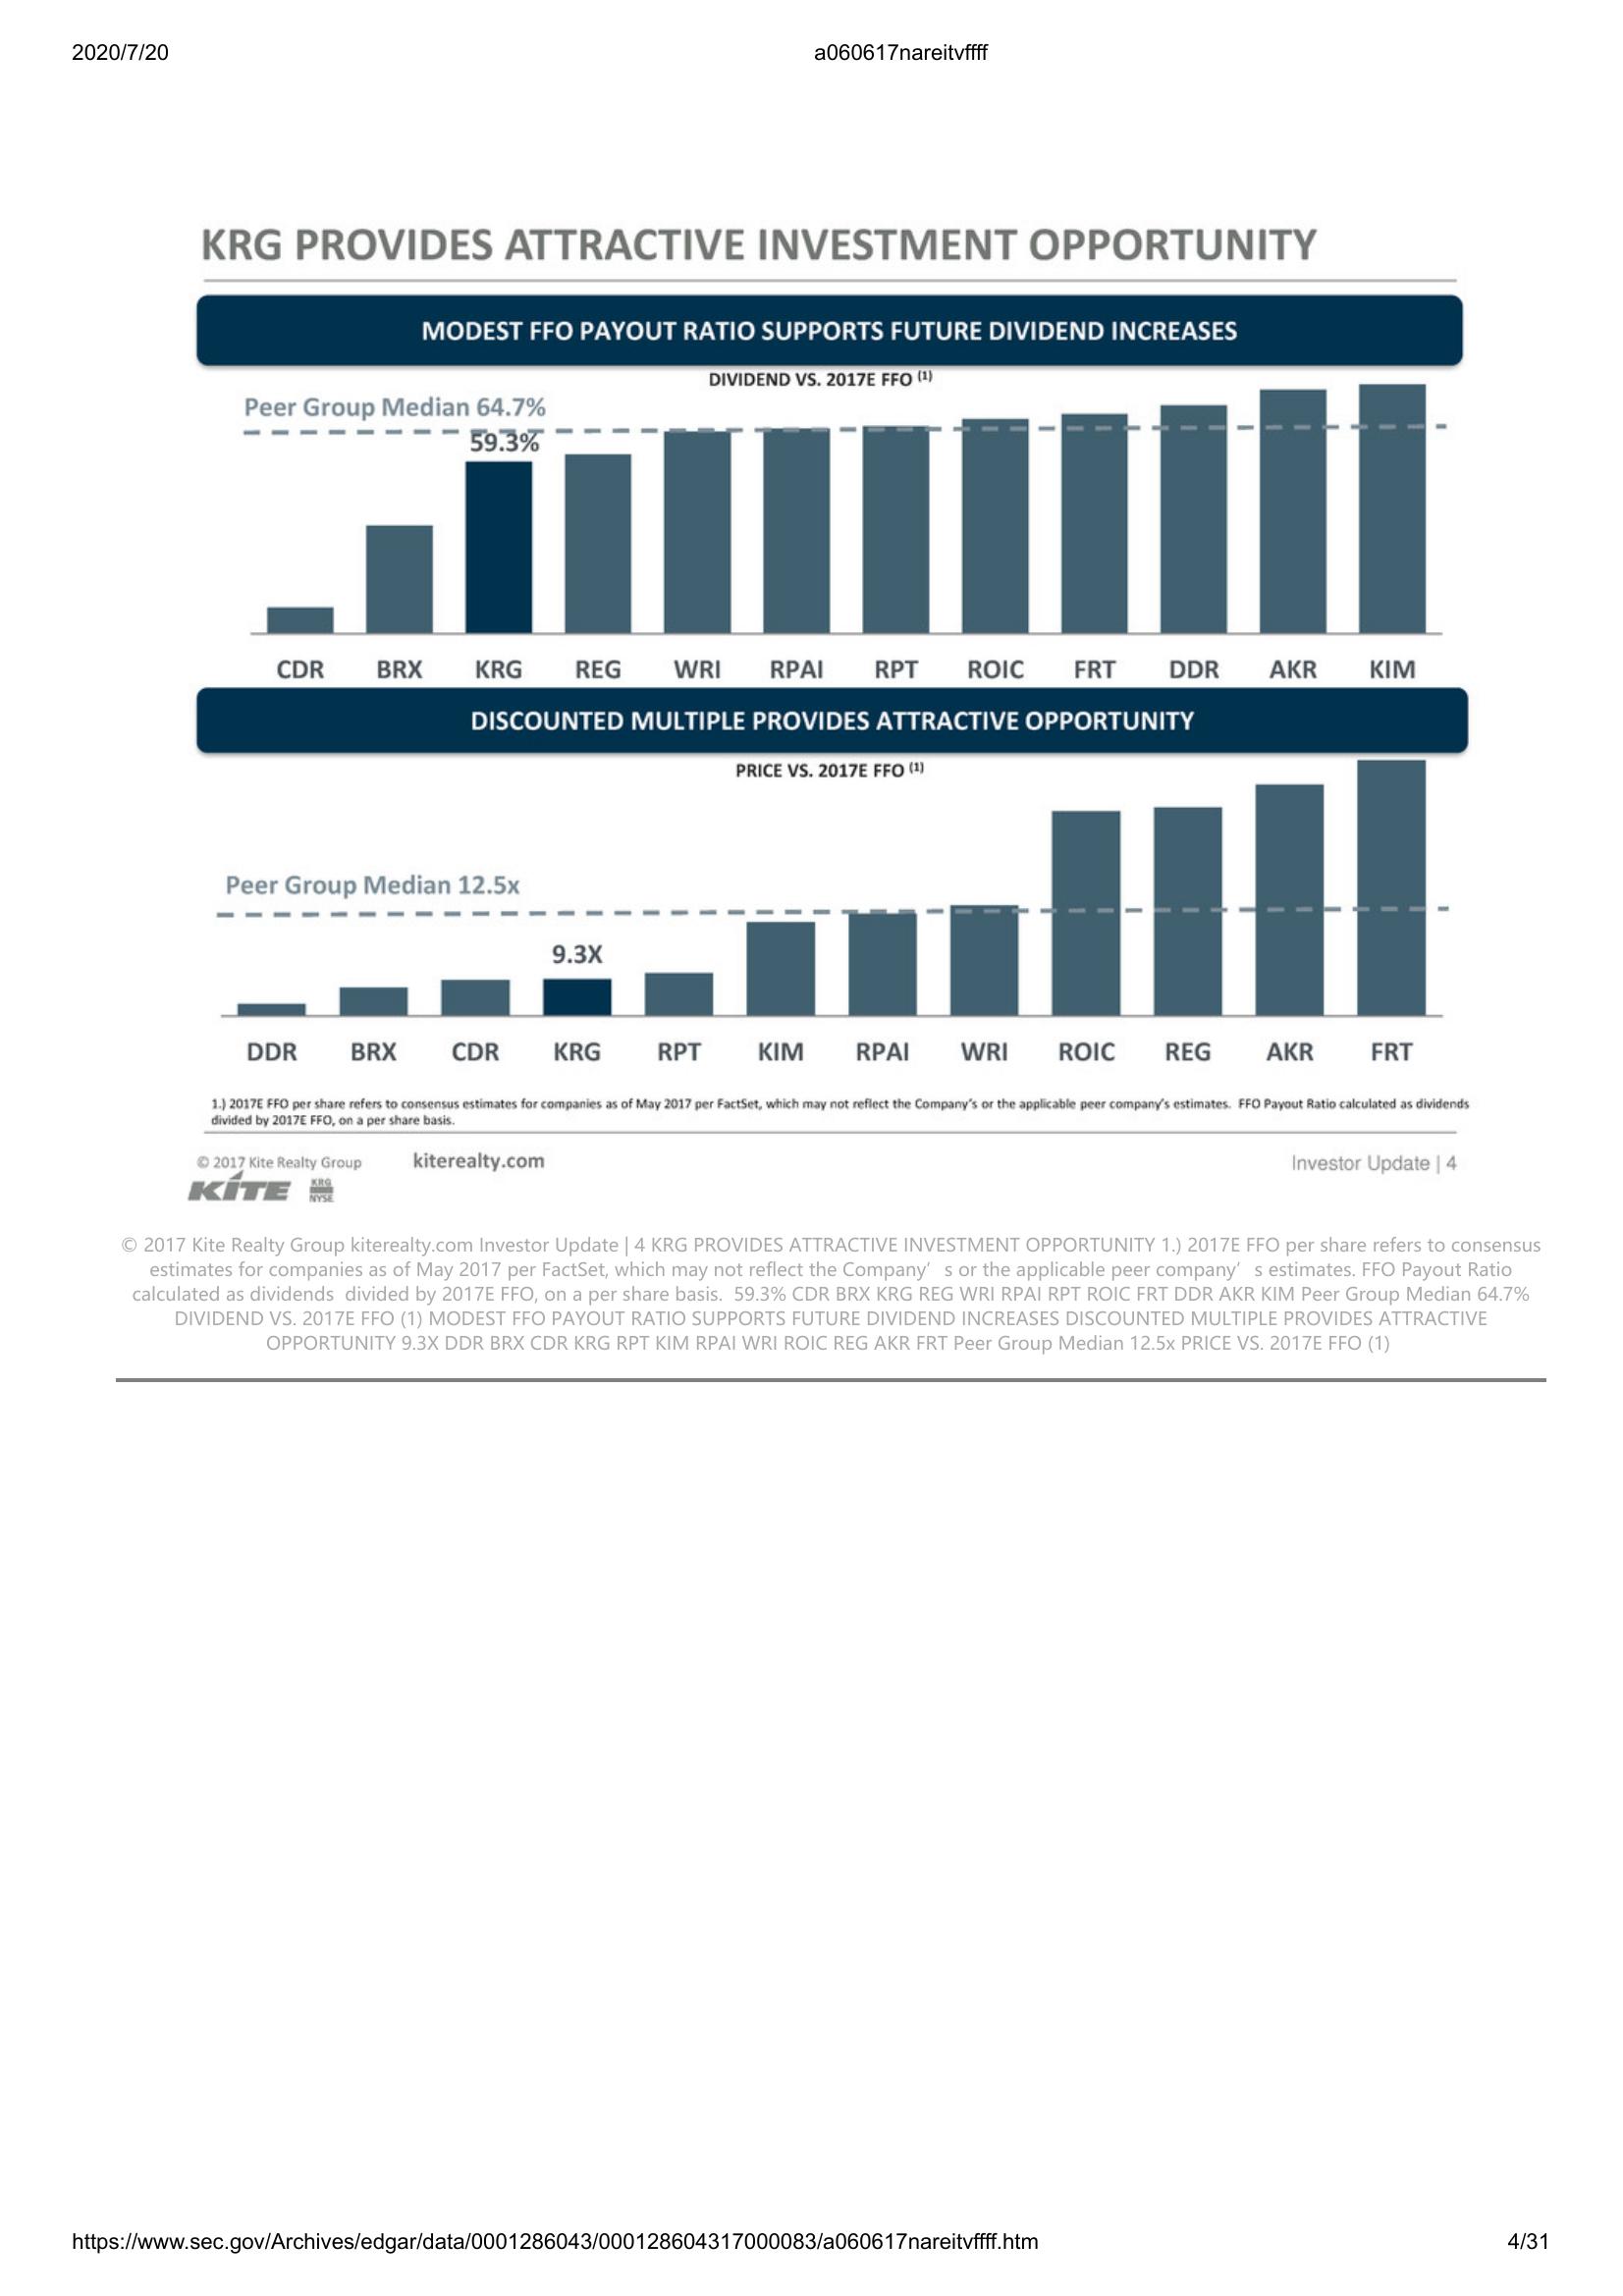 2020/7/20 a060617nareitvffff
KRG PROVIDES ATTRACTIVE INVESTMENT OPPORTUNITY
MODEST FFO PAYOUT RATIO SUPPORTS FUTURE DIVIDEND INCREASES
DIVIDEND VS. 2017E FFO (1)
Peer Group Median 64.7%
59.3%
CDR BRX KRG REG WRI RPAI RPT ROIC FRT DDR AKR KIM
DISCOUNTED MULTIPLE PROVIDES ATTRACTIVE OPPORTUNITY
PRICE VS. 2017E FFO (1)
Peer Group Median 12.5x
9.3X
DDR BRX CDR KRG RPT KIM RPAI WRI ROIC REG AKR FRT
1.) 2017E FFO per share refers to consensus estimates for companies as of May 2017 per FactSet, which may not reflect the Company's or the applicable peer company's estimates. FFO Payout Ratio calculated as dividends
divided by 2017E FFO, on a per share basis.
© 2017 Kite Realty Group kiterealty.com Investor Update | 4
KITE KRG
NYSE
© 2017 Kite Realty Group kiterealty.com Investor Update | 4 KRG PROVIDES ATTRACTIVE INVESTMENT OPPORTUNITY 1.) 2017E FFO per share refers to consensus
estimates for companies as of May 2017 per FactSet, which may not reflect the Company’s or the applicable peer company’s estimates. FFO Payout Ratio
calculated as dividends divided by 2017E FFO, on a per share basis. 59.3% CDR BRX KRG REG WRI RPAI RPT ROIC FRT DDR AKR KIM Peer Group Median 64.7%
DIVIDEND VS. 2017E FFO (1) MODEST FFO PAYOUT RATIO SUPPORTS FUTURE DIVIDEND INCREASES DISCOUNTED MULTIPLE PROVIDES ATTRACTIVE
OPPORTUNITY 9.3X DDR BRX CDR KRG RPT KIM RPAI WRI ROIC REG AKR FRT Peer Group Median 12.5x PRICE VS. 2017E FFO (1)
https://www.sec.gov/Archives/edgar/data/0001286043/000128604317000083/a060617nareitvffff.htm 4/31